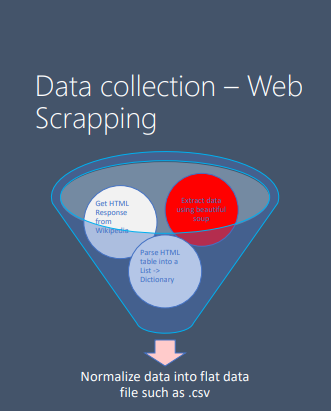 Data collection – Web
Scrapping
Get HTML
Response
from
Wikipedia
Extract data
using beautiful
soup
Parse HTML
table into a
List ->
Dictionary
Normalize data into flat data
file such as .csv